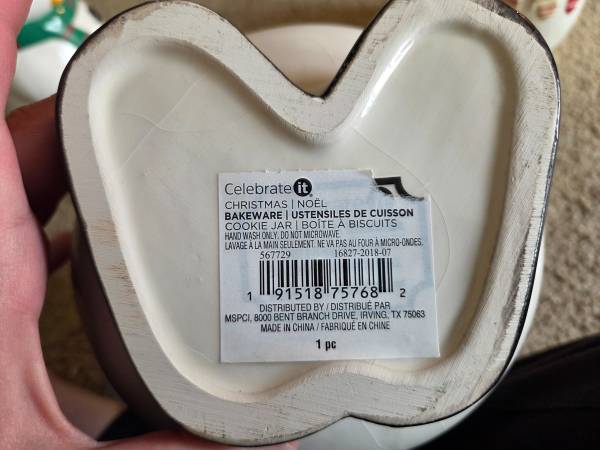 Celebrate it
CHRISTMAS | NOËL
BAKEWARE | USTENSILES DE CUISSON
COOKIE JAR | BOÎTE À BISCUITS
HAND WASH ONLY. DO NOT MICROWAVE.
LAVAGE À LA MAIN SEULEMENT. NE VA PAS AU FOUR À MICRO-ONDES.
567729 16827-2018-07
1 91518 75768 2
DISTRIBUTED BY / DISTRIBUÉ PAR
MSPCI, 8000 BENT BRANCH DRIVE, IRVING, TX 75063
MADE IN CHINA / FABRIQUÉ EN CHINE
1 pc